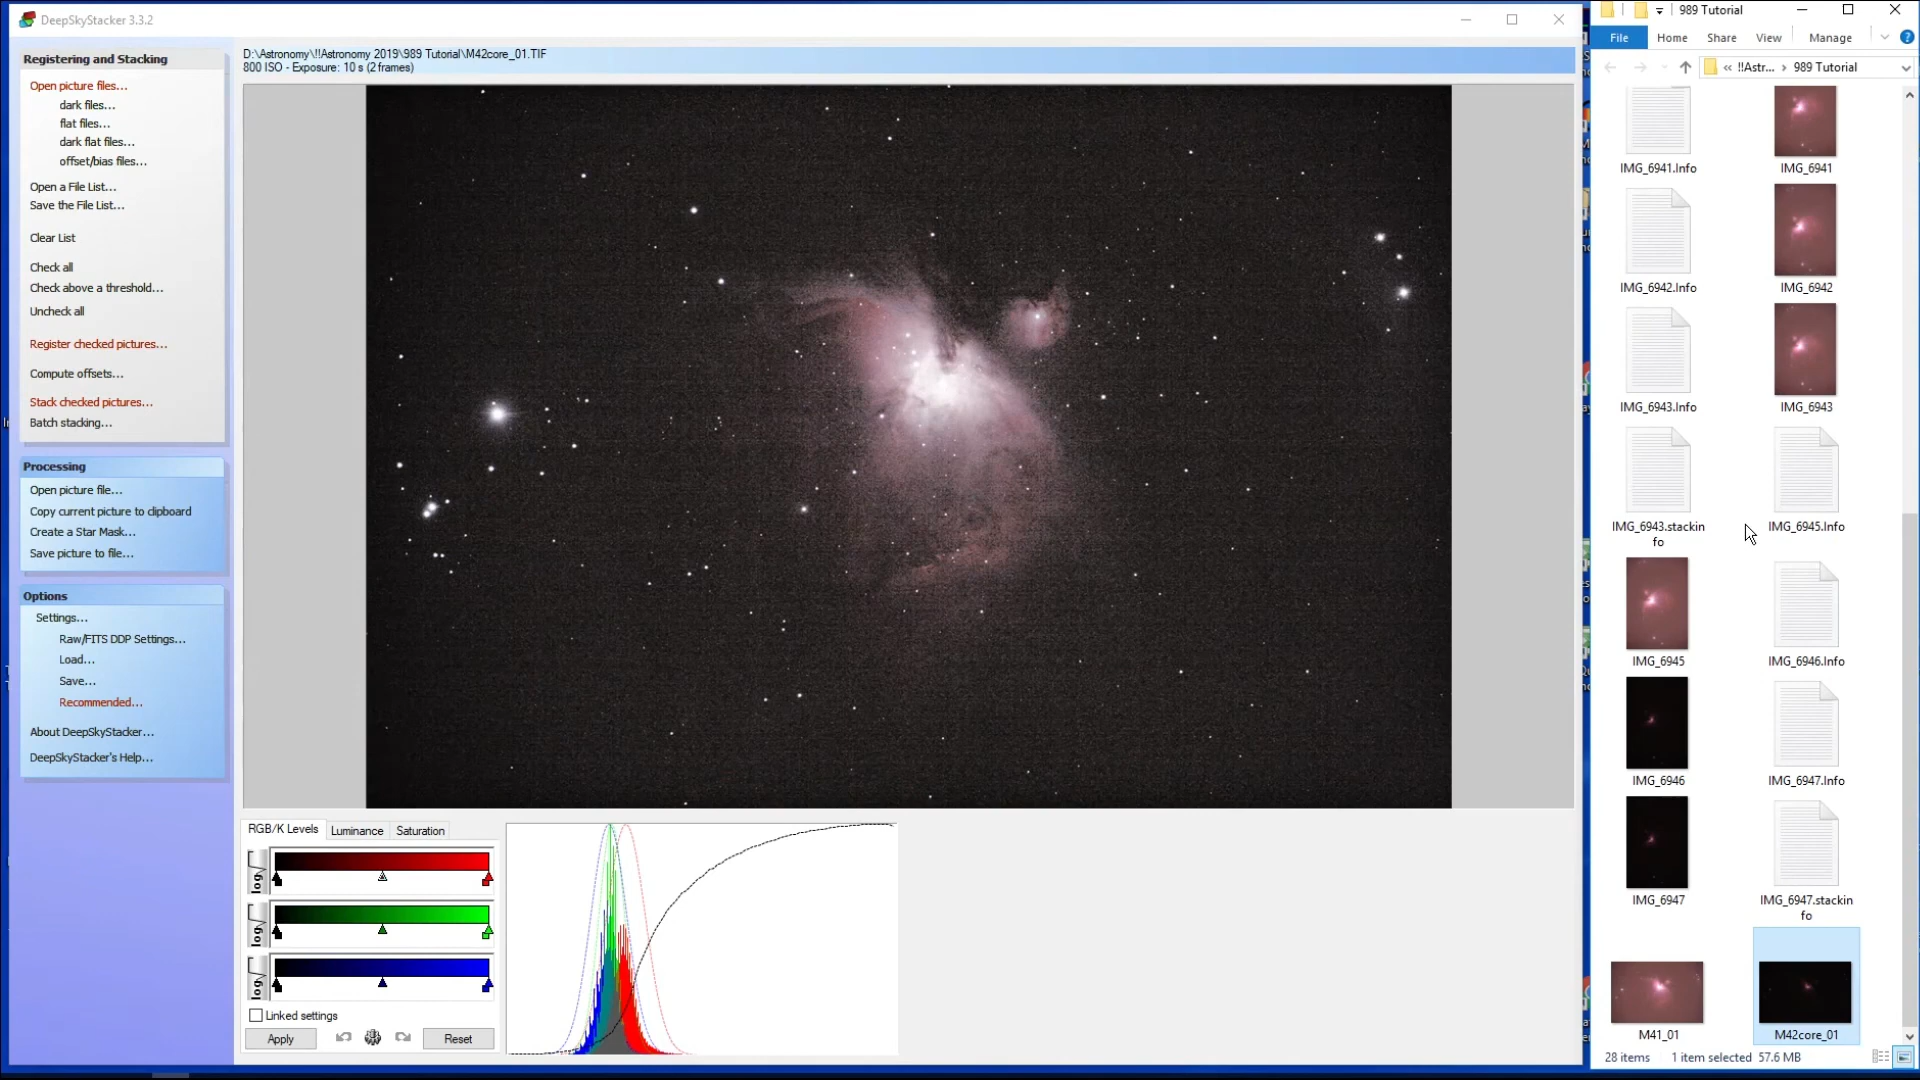 DeepSkyStacker 3.3.2
Registering and Stacking
Open picture files...
dark files...
flat files...
dark flat files...
offset/bias files...
Open a File List...
Save the File List...
Clear List
Check all
Check above a threshold...
Uncheck all
Register checked pictures...
Compute offsets...
Stack checked pictures...
Batch stacking...
Processing
Open picture file...
Copy current picture to clipboard
Create a Star Mask...
Save picture to file...
Options
Settings...
Raw/FITS DDP Settings...
Load...
Save...
Recommended...
About DeepSkyStacker...
DeepSkyStacker's Help...
D:\Astronomy\!!Astronomy 2019\989 Tutorial\M42core_01.TIF
800 ISO - Exposure: 10 s (2 frames)
RGB/K Levels
Luminance
Saturation
log
log
log
Linked settings
Apply
Reset
989 Tutorial
File
Home
Share
View
Manage
?
« !!Astr... › 989 Tutorial
IMG_6941.Info
IMG_6941
IMG_6942.Info
IMG_6942
IMG_6943.Info
IMG_6943
IMG_6943.stackin
fo
IMG_6945.Info
IMG_6945
IMG_6946.Info
IMG_6946
IMG_6947.Info
IMG_6947
IMG_6947.stackin
fo
M41_01
M42core_01
28 items
1 item selected 57.6 MB